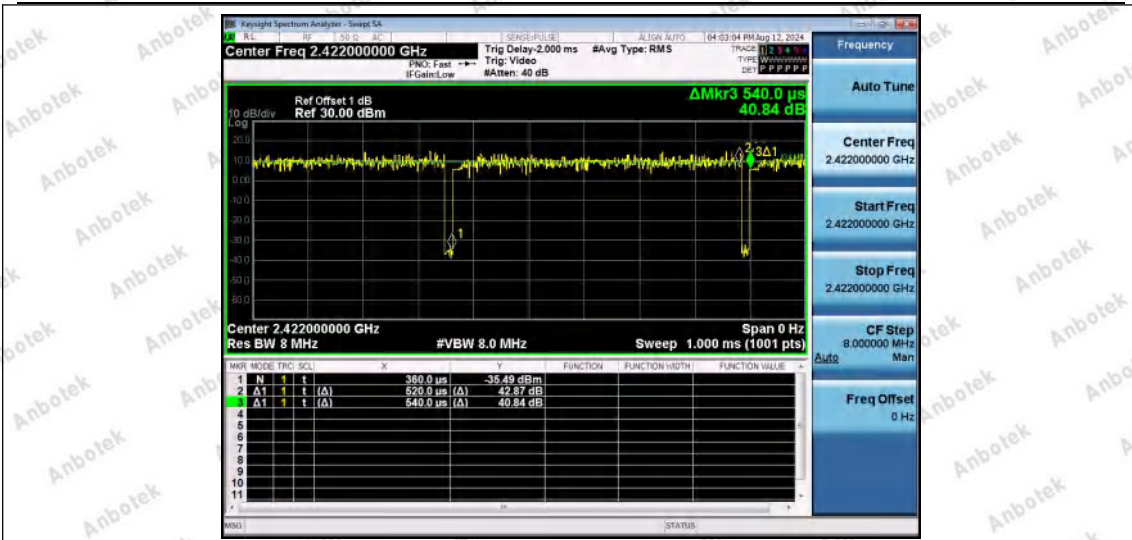 Keysight Spectrum Analyzer - Swept SA
RL RF 50 Ω AC SENSE:PULSE ALIGN AUTO 04:03:04 PM Aug 12, 2024
Center Freq 2.422000000 GHz
PNO: Fast
IFGain:Low
Trig Delay-2.000 ms
Trig: Video
#Atten: 40 dB
#Avg Type: RMS
TRACE 1 2 3 4 5 6
TYPE WWWWWW
DET P P P P P P
ΔMkr3 540.0 µs
40.84 dB
Ref Offset 1 dB
10 dB/div Ref 30.00 dBm
Log
20.0
10.0
0.00
-10.0
-20.0
-30.0
-40.0
-50.0
-60.0
1
2
3Δ1
Center 2.422000000 GHz Span 0 Hz
Res BW 8 MHz #VBW 8.0 MHz Sweep 1.000 ms (1001 pts)
MKR MODE TRC SCL X Y FUNCTION FUNCTION WIDTH FUNCTION VALUE
1 N 1 t 360.0 µs -35.49 dBm
2 Δ1 1 t (Δ) 520.0 µs (Δ) 42.87 dB
3 Δ1 1 t (Δ) 540.0 µs (Δ) 40.84 dB
4
5
6
7
8
9
10
11
MSG STATUS
Frequency
Auto Tune
Center Freq
2.422000000 GHz
Start Freq
2.422000000 GHz
Stop Freq
2.422000000 GHz
CF Step
8.000000 MHz
Auto Man
Freq Offset
0 Hz
Anbotek